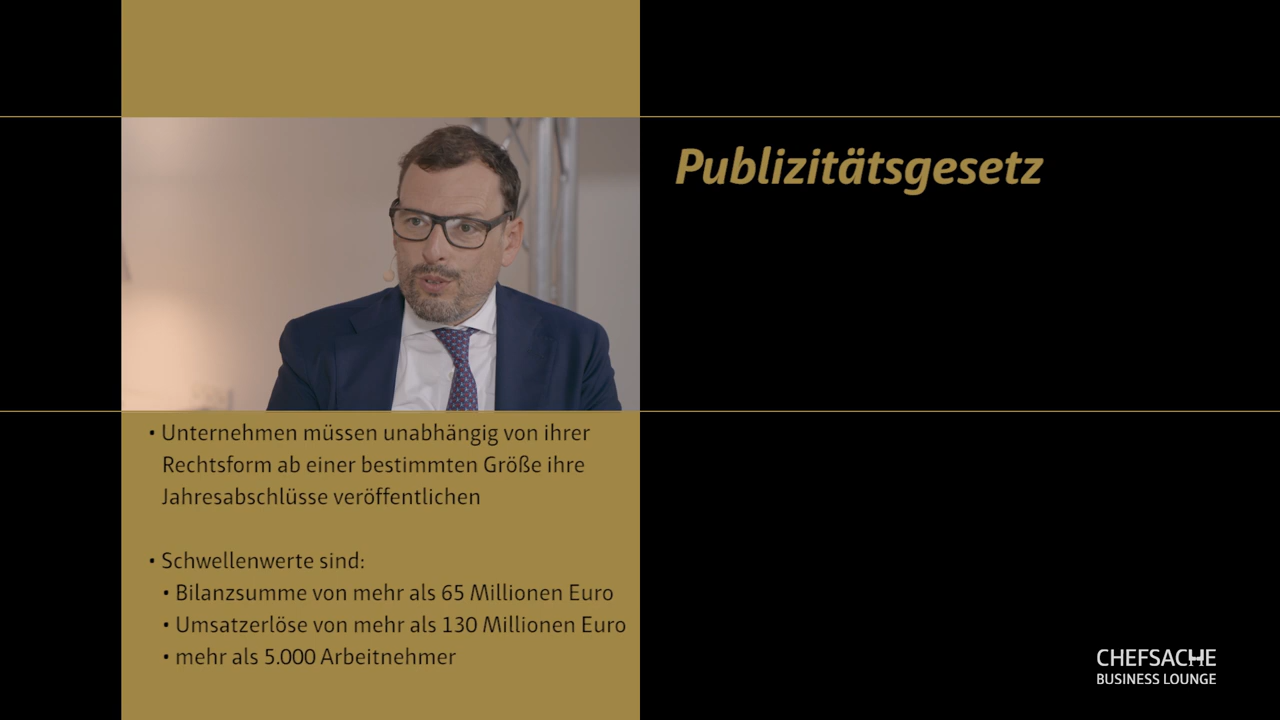 Publizitätsgesetz
• Unternehmen müssen unabhängig von ihrer
Rechtsform ab einer bestimmten Größe ihre
Jahresabschlüsse veröffentlichen
• Schwellenwerte sind:
• Bilanzsumme von mehr als 65 Millionen Euro
• Umsatzerlöse von mehr als 130 Millionen Euro
• mehr als 5.000 Arbeitnehmer
CHEFSACHE
BUSINESS LOUNGE